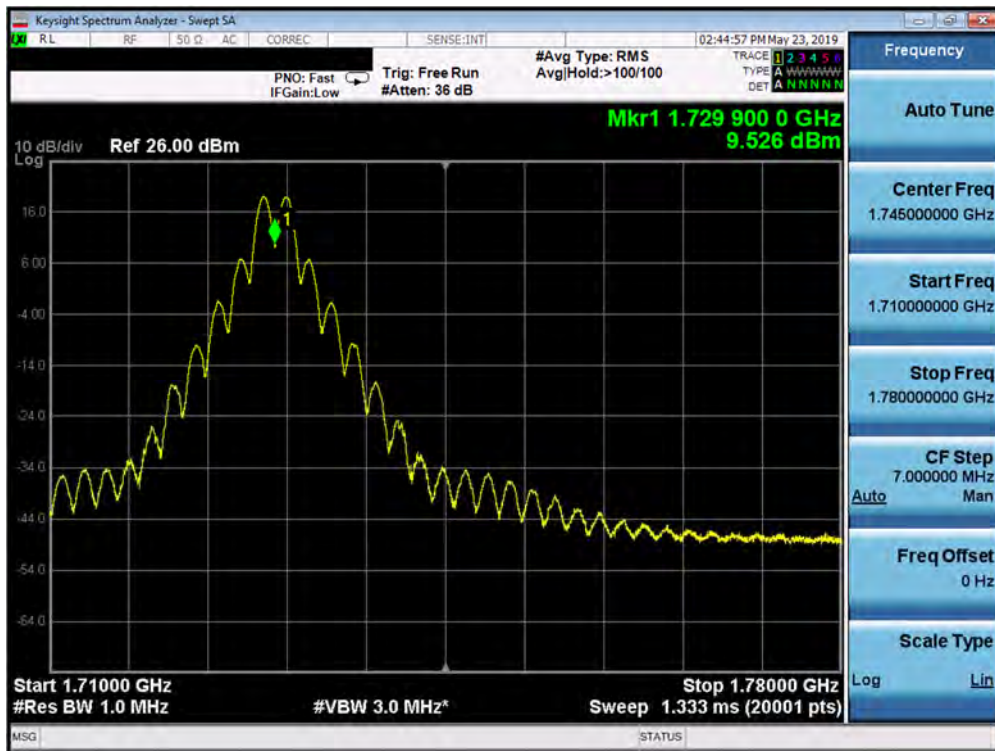 Keysight Spectrum Analyzer - Swept SA
LXI RL RF 50 Ω AC CORREC SENSE:INT 02:44:57 PM May 23, 2019
PNO: Fast
IFGain:Low
Trig: Free Run
#Atten: 36 dB
#Avg Type: RMS
Avg|Hold:>100/100
TRACE 1 2 3 4 5 6
TYPE A WWWWW
DET A N N N N N
Mkr1 1.729 900 0 GHz
9.526 dBm
10 dB/div
Log
Ref 26.00 dBm
1
16.0
6.00
-4.00
-14.0
-24.0
-34.0
-44.0
-54.0
-64.0
Start 1.71000 GHz
#Res BW 1.0 MHz
#VBW 3.0 MHz*
Stop 1.78000 GHz
Sweep 1.333 ms (20001 pts)
MSG
STATUS
Frequency
Auto Tune
Center Freq
1.745000000 GHz
Start Freq
1.710000000 GHz
Stop Freq
1.780000000 GHz
CF Step
7.000000 MHz
Auto Man
Freq Offset
0 Hz
Scale Type
Log Lin